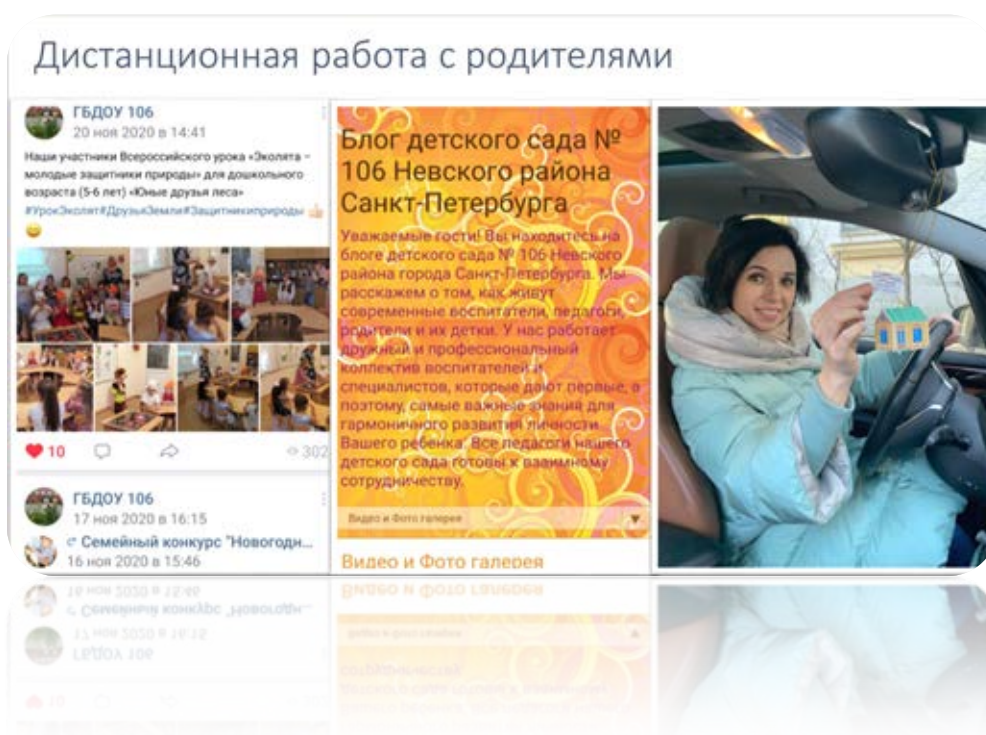 Дистанционная работа с родителями
ГБДОУ 106
20 ноя 2020 в 14:41
Наши участники Всероссийского урока «Эколята –
молодые защитники природы» для дошкольного
возраста (5-6 лет) «Юные друзья леса»
#УрокЭколят#ДрузьяЗемли#Защитникиприроды
10
302
ГБДОУ 106
17 ноя 2020 в 16:15
Семейный конкурс "Новогодн...
16 ноя 2020 в 15:46
Блог детского сада №
106 Невского района
Санкт-Петербурга
Уважаемые гости! Вы находитесь на
блоге детского сада № 106 Невского
района города Санкт-Петербурга. Мы
расскажем о том, как живут
современные воспитатели, педагоги,
родители и их детки. У нас работает
дружный и профессиональный
коллектив воспитателей и
специалистов, которые дают первые, а
поэтому, самые важные знания для
гармоничного развития личности
Вашего ребенка. Все педагоги нашего
детского сада готовы к взаимному
сотрудничеству.
Видео и Фото галерея
Видео и Фото галерея